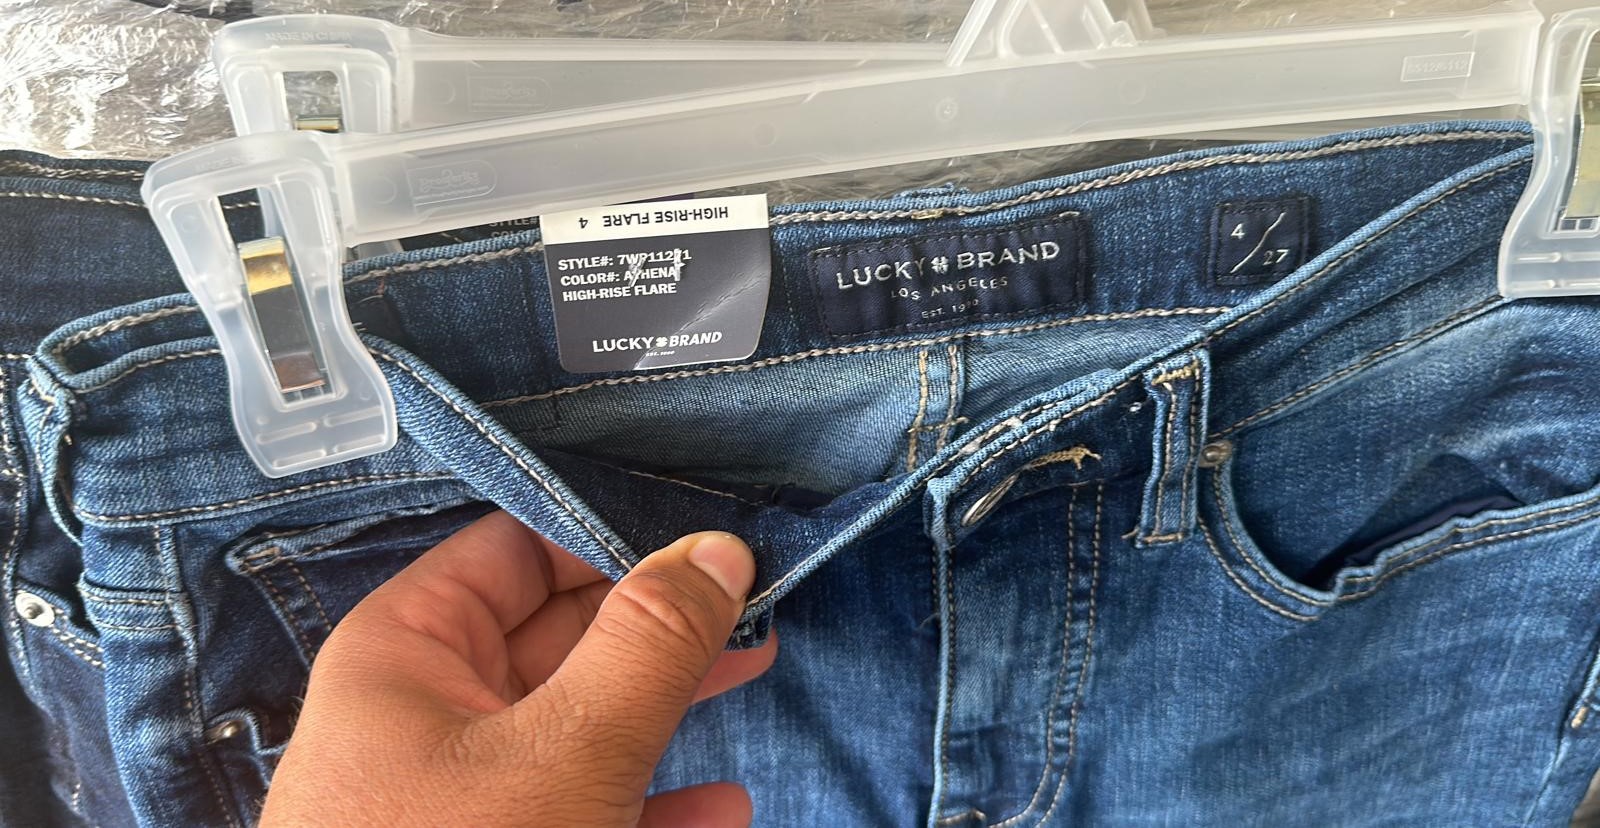 MADE IN CHINA
HIGH-RISE FLARE 4
STYLE#:
STYLE#: 7WP11271
COLOR#: ATHENA
HIGH-RISE FLARE
LUCKY BRAND
LUCKY BRAND
LOS ANGELES
EST. 1990
4/27